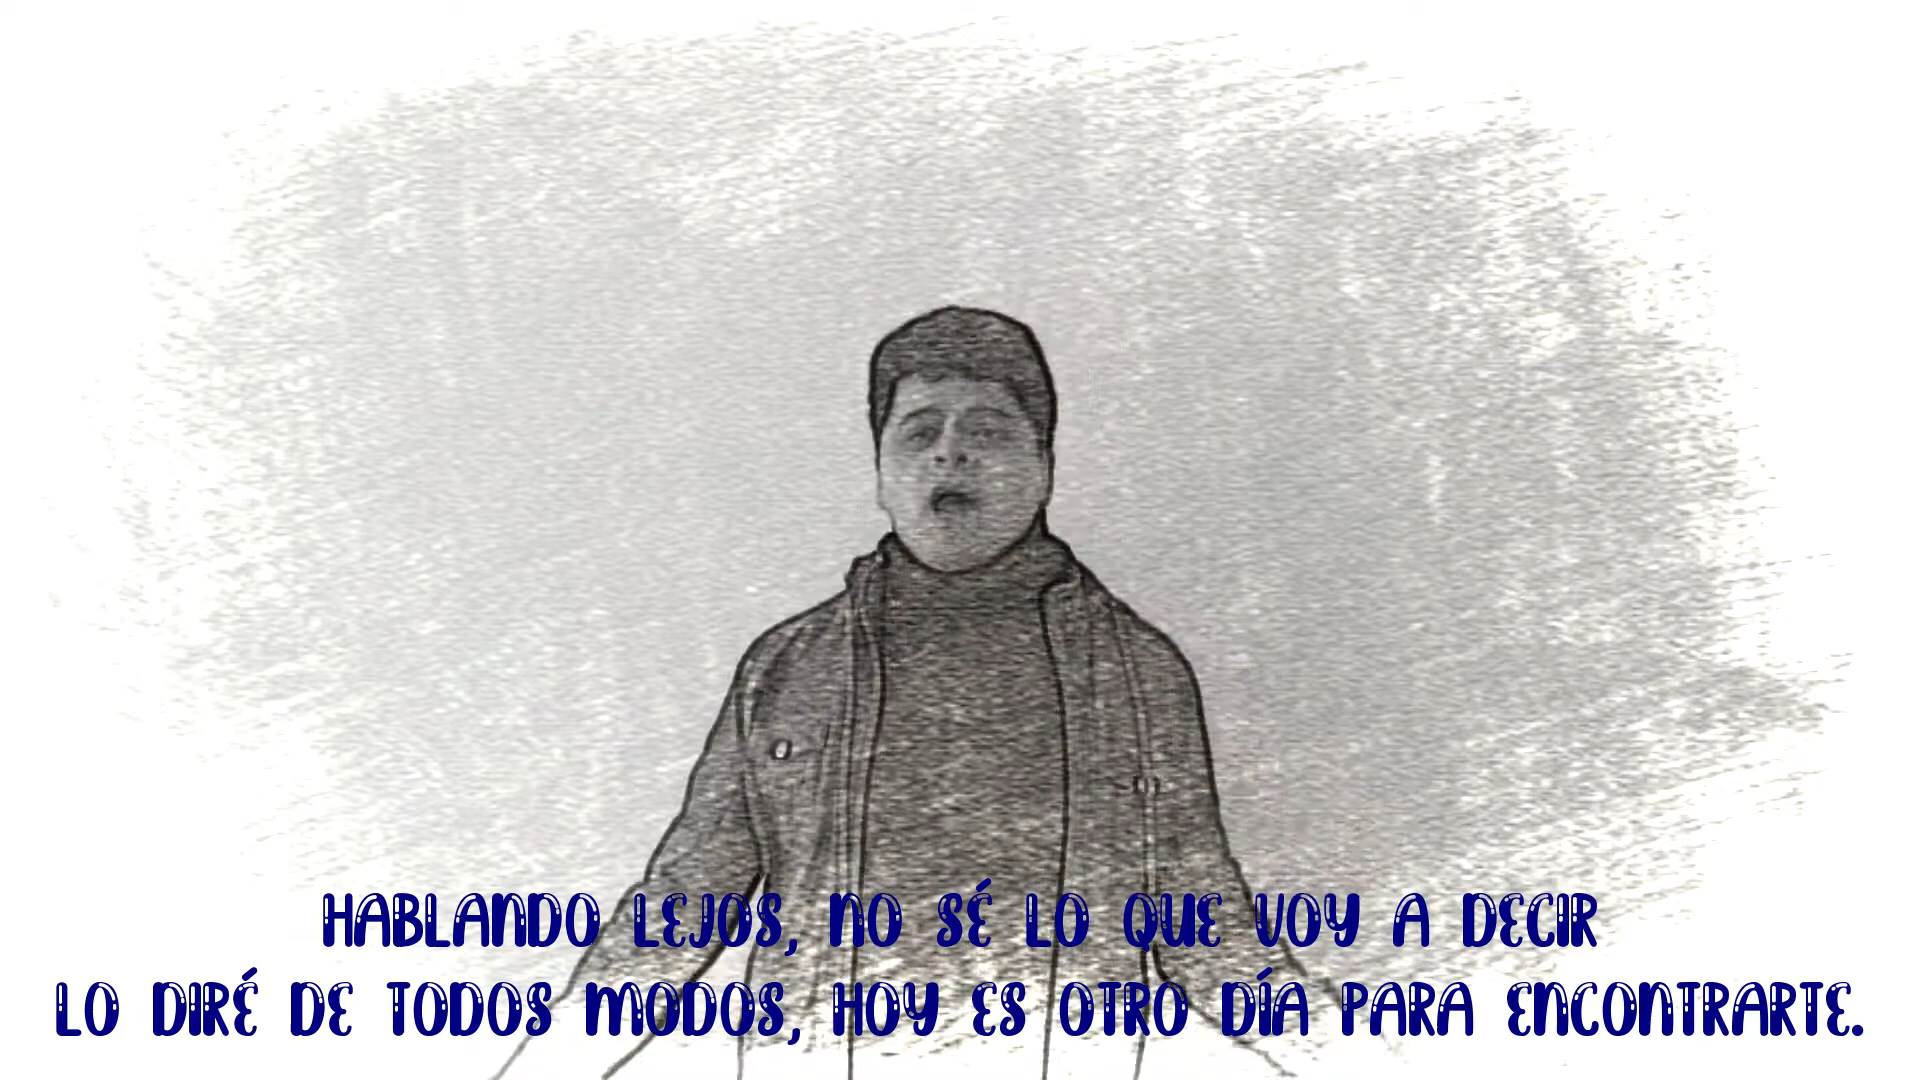 HABLANDO LEJOS, NO SÉ LO QUE VOY A DECIR
LO DIRÉ DE TODOS MODOS, HOY ES OTRO DÍA PARA ENCONTRARTE.